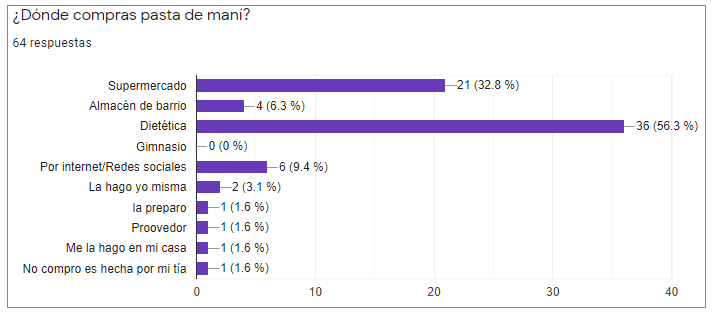 ¿Dónde compras pasta de maní?
64 respuestas
Supermercado 21 (32.8 %)
Almacén de barrio 4 (6.3 %)
Dietética 36 (56.3 %)
Gimnasio 0 (0 %)
Por internet/Redes sociales 6 (9.4 %)
La hago yo misma 2 (3.1 %)
la preparo 1 (1.6 %)
Proovedor 1 (1.6 %)
Me la hago en mi casa 1 (1.6 %)
No compro es hecha por mi tía 1 (1.6 %)
0 10 20 30 40